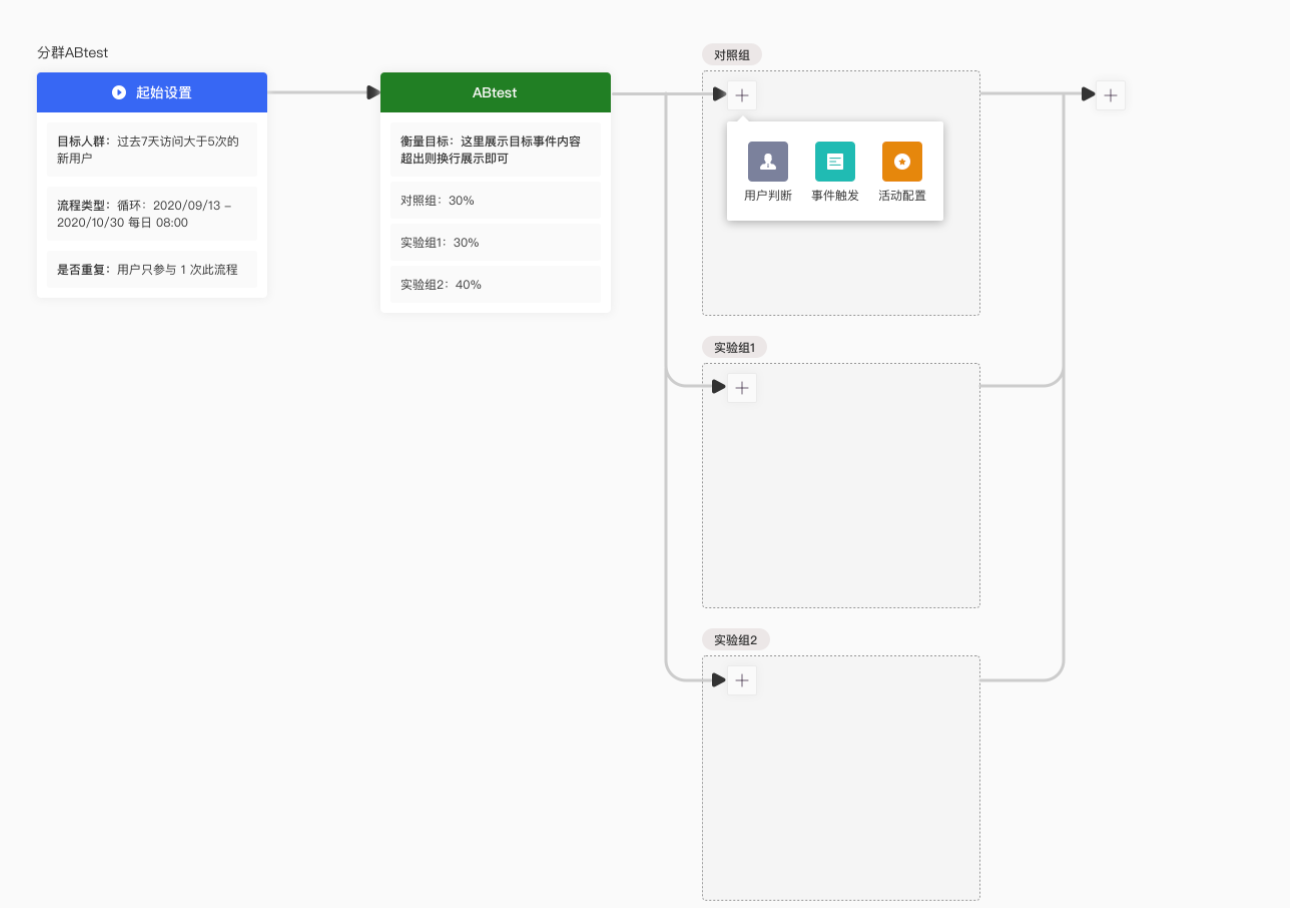 分群ABtest
起始设置
目标人群：过去7天访问大于5次的
新用户
流程类型：循环：2020/09/13 –
2020/10/30 每日 08:00
是否重复：用户只参与 1 次此流程
ABtest
衡量目标：这里展示目标事件内容
超出则换行展示即可
对照组：30%
实验组1：30%
实验组2：40%
对照组
用户判断
事件触发
活动配置
实验组1
实验组2